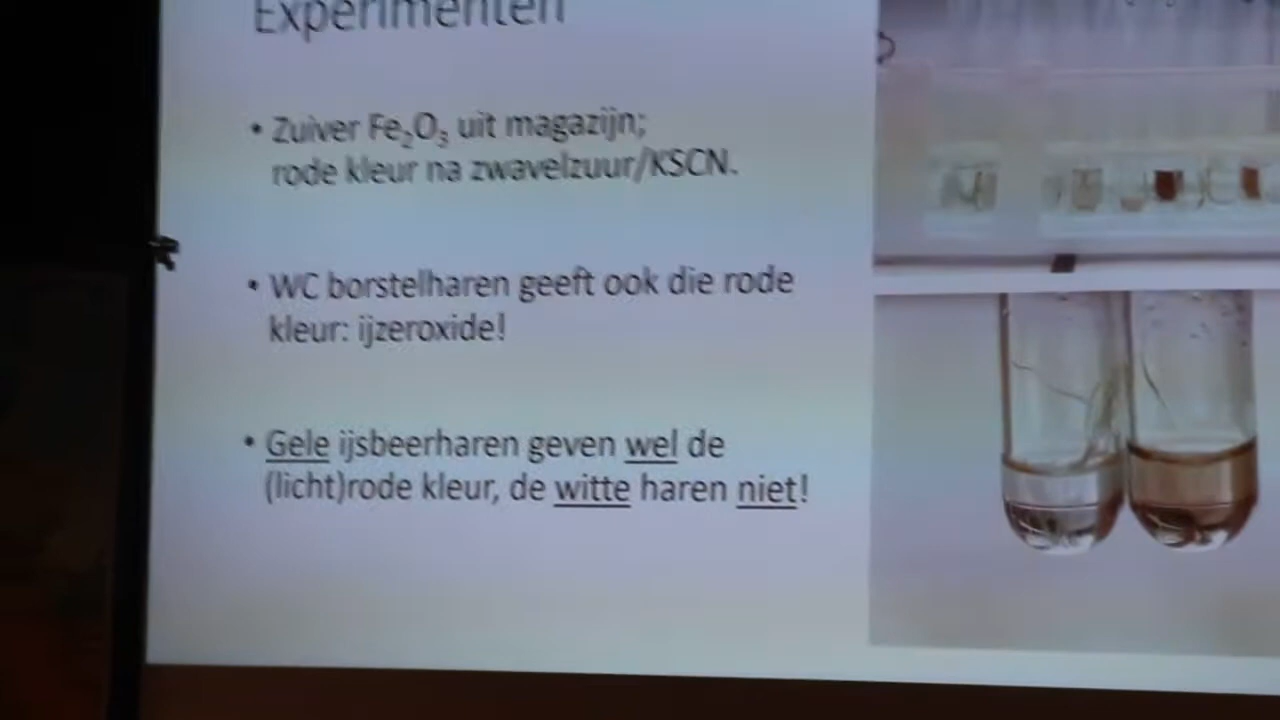 Experimenten
• Zuiver Fe₂O₃ uit magazijn;
rode kleur na zwavelzuur/KSCN.
• WC borstelharen geeft ook die rode
kleur: ijzeroxide!
• Gele ijsbeerharen geven wel de
(licht)rode kleur, de witte haren niet!